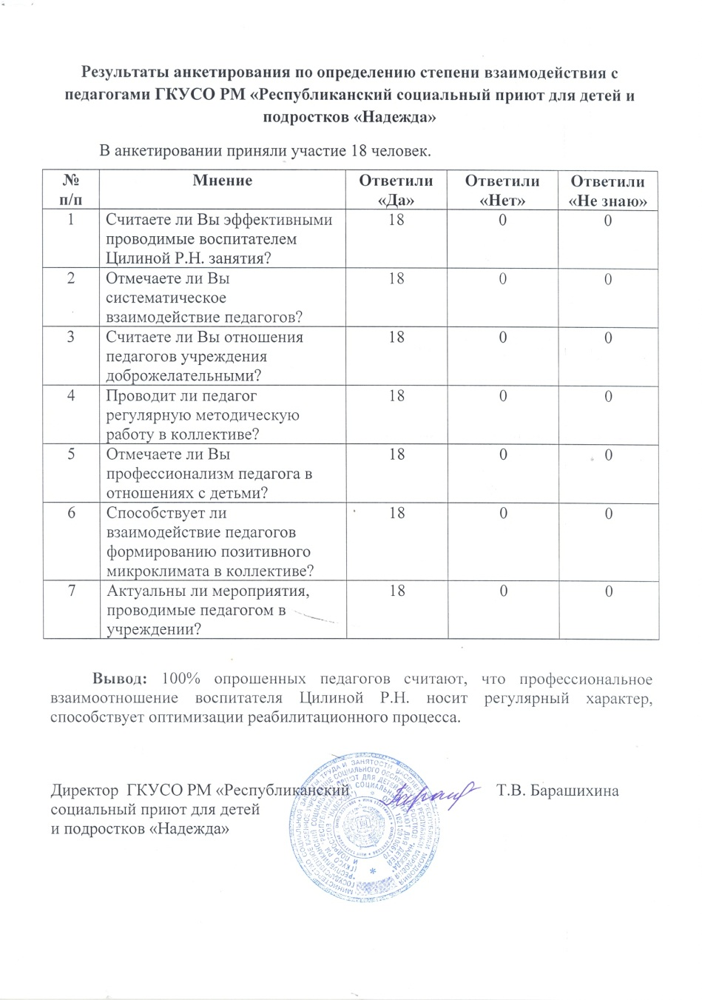 Результаты анкетирования по определению степени взаимодействия с
педагогами ГКУСО РМ «Республиканский социальный приют для детей и
подростков «Надежда»
В анкетировании приняли участие 18 человек.
№ п/п Мнение Ответили «Да» Ответили «Нет» Ответили «Не знаю»
1 Считаете ли Вы эффективными 18 0 0
проводимые воспитателем
Цилиной Р.Н. занятия?
2 Отмечаете ли Вы 18 0 0
систематическое
взаимодействие педагогов?
3 Считаете ли Вы отношения 18 0 0
педагогов учреждения
доброжелательными?
4 Проводит ли педагог 18 0 0
регулярную методическую
работу в коллективе?
5 Отмечаете ли Вы 18 0 0
профессионализм педагога в
отношениях с детьми?
6 Способствует ли 18 0 0
взаимодействие педагогов
формированию позитивного
микроклимата в коллективе?
7 Актуальны ли мероприятия, 18 0 0
проводимые педагогом в
учреждении?
Вывод: 100% опрошенных педагогов считают, что профессиональное
взаимоотношение воспитателя Цилиной Р.Н. носит регулярный характер,
способствует оптимизации реабилитационного процесса.
Директор ГКУСО РМ «Республиканский Т.В. Барашихина
социальный приют для детей
и подростков «Надежда»